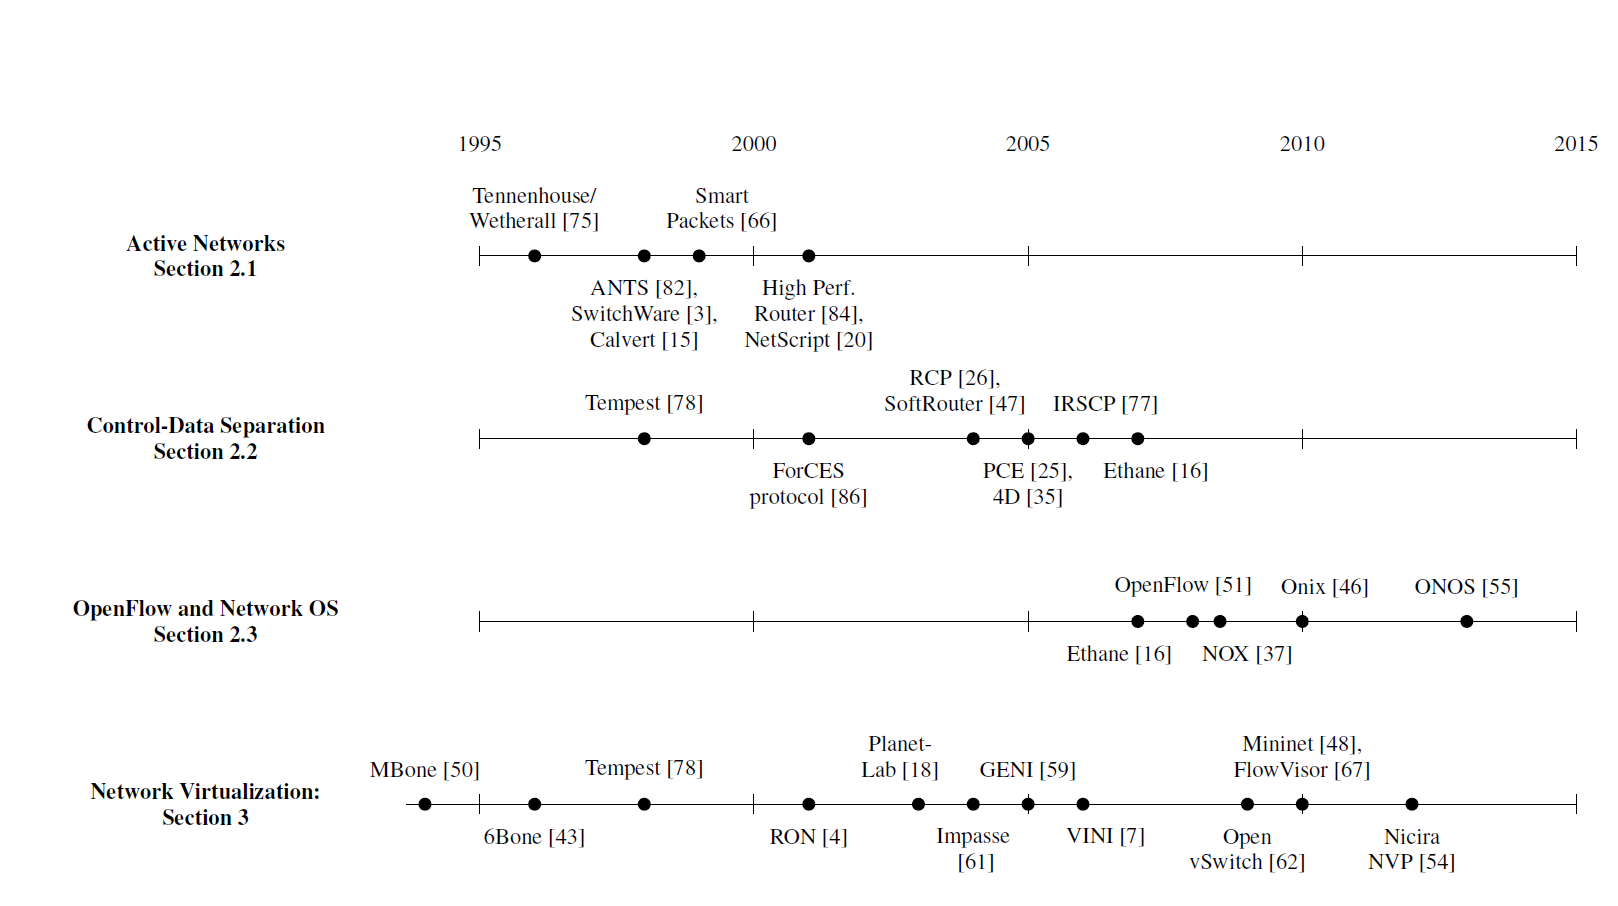 1995 2000 2005 2010 2015
Tennenhouse/
Wetherall [75]
Smart
Packets [66]
Active Networks
Section 2.1
ANTS [82],
SwitchWare [3],
Calvert [15]
High Perf.
Router [84],
NetScript [20]
Tempest [78]
RCP [26],
SoftRouter [47]
IRSCP [77]
Control-Data Separation
Section 2.2
ForCES
protocol [86]
PCE [25],
4D [35]
Ethane [16]
OpenFlow [51]
Onix [46]
ONOS [55]
OpenFlow and Network OS
Section 2.3
Ethane [16]
NOX [37]
MBone [50]
Tempest [78]
Planet-
Lab [18]
GENI [59]
Mininet [48],
FlowVisor [67]
Network Virtualization:
Section 3
6Bone [43]
RON [4]
Impasse
[61]
VINI [7]
Open
vSwitch [62]
Nicira
NVP [54]